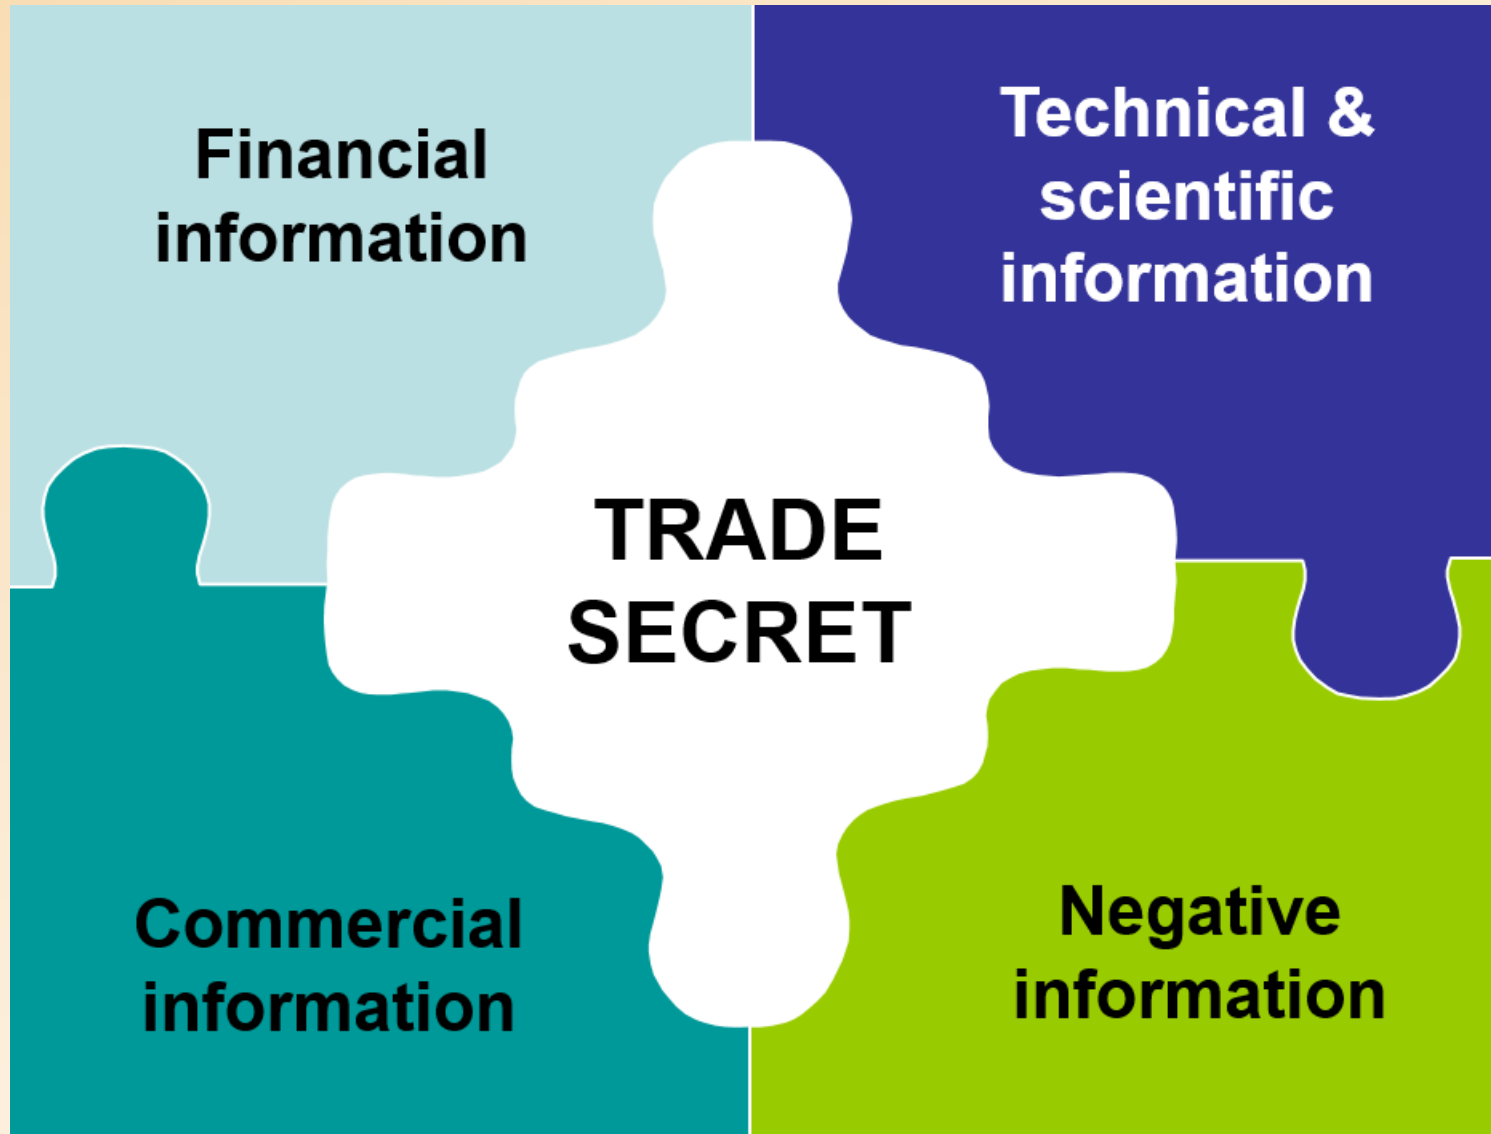 Financial
information
Technical &
scientific
information
TRADE
SECRET
Commercial
information
Negative
information